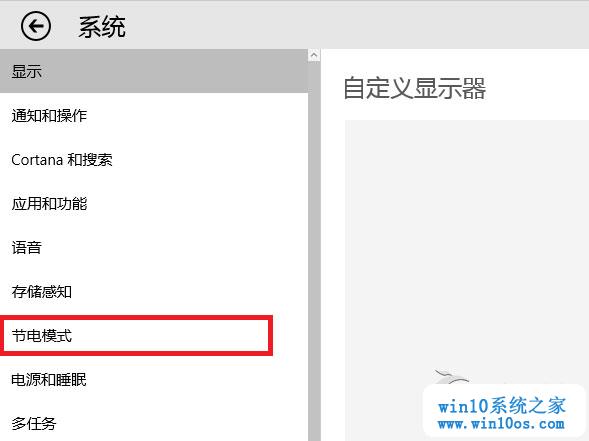 系统
显示
通知和操作
Cortana 和搜索
应用和功能
语音
存储感知
节电模式
电源和睡眠
多任务
自定义显示器
win10系统之家
www.win10os.com